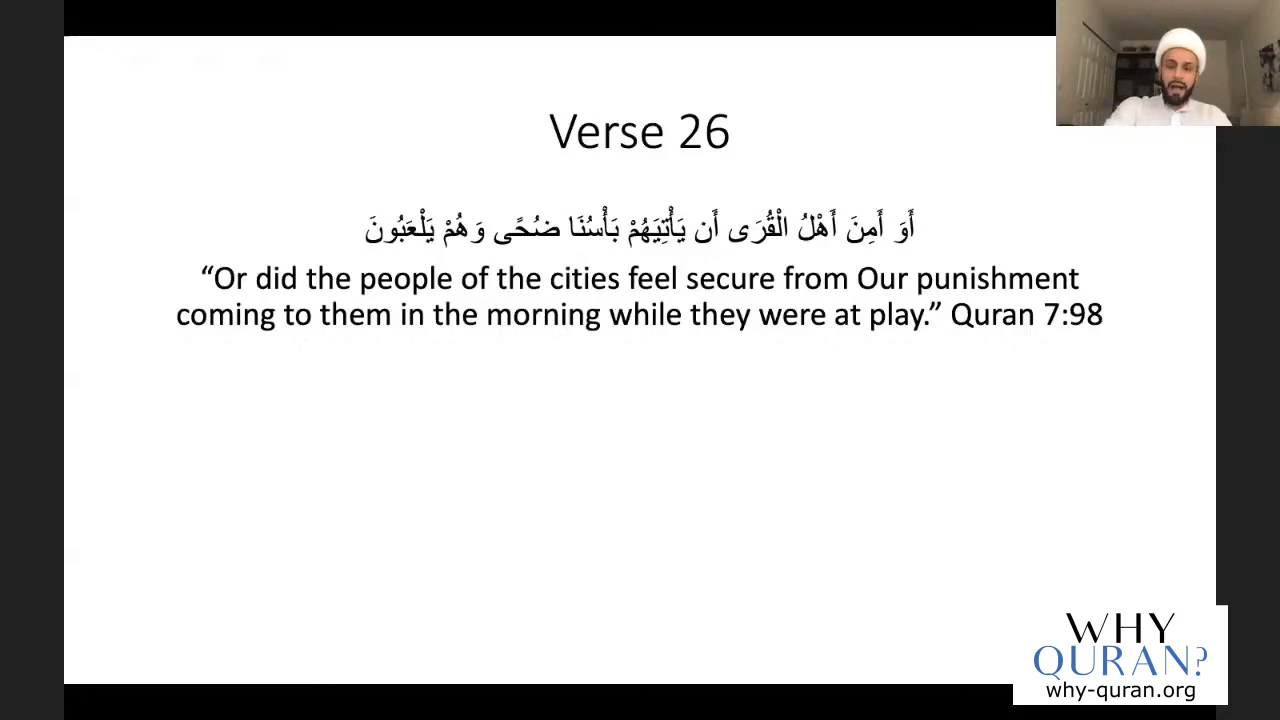 Verse 26
أَوَ أَمِنَ أَهْلُ الْقُرَى أَن يَأْتِيَهُمْ بَأْسُنَا ضُحًى وَهُمْ يَلْعَبُونَ
“Or did the people of the cities feel secure from Our punishment
coming to them in the morning while they were at play.” Quran 7:98
WHY
QURAN?
why-quran.org